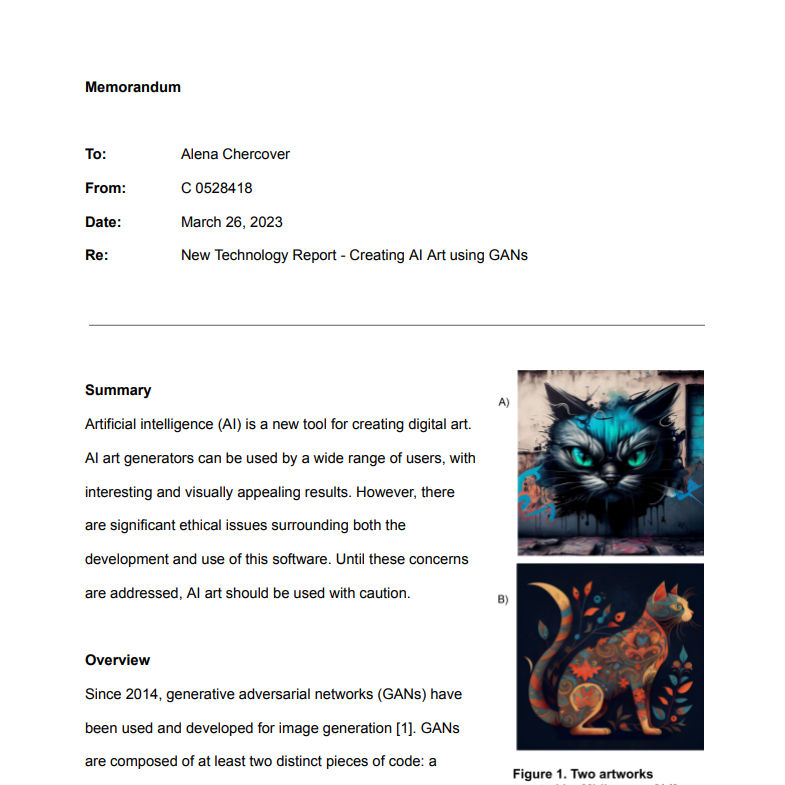 Memorandum
To: Alena Chercover
From: C 0528418
Date: March 26, 2023
Re: New Technology Report - Creating AI Art using GANs
Summary
Artificial intelligence (AI) is a new tool for creating digital art.
AI art generators can be used by a wide range of users, with
interesting and visually appealing results. However, there
are significant ethical issues surrounding both the
development and use of this software. Until these concerns
are addressed, AI art should be used with caution.
Overview
Since 2014, generative adversarial networks (GANs) have
been used and developed for image generation [1]. GANs
are composed of at least two distinct pieces of code: a
A)
B)
Figure 1. Two artworks